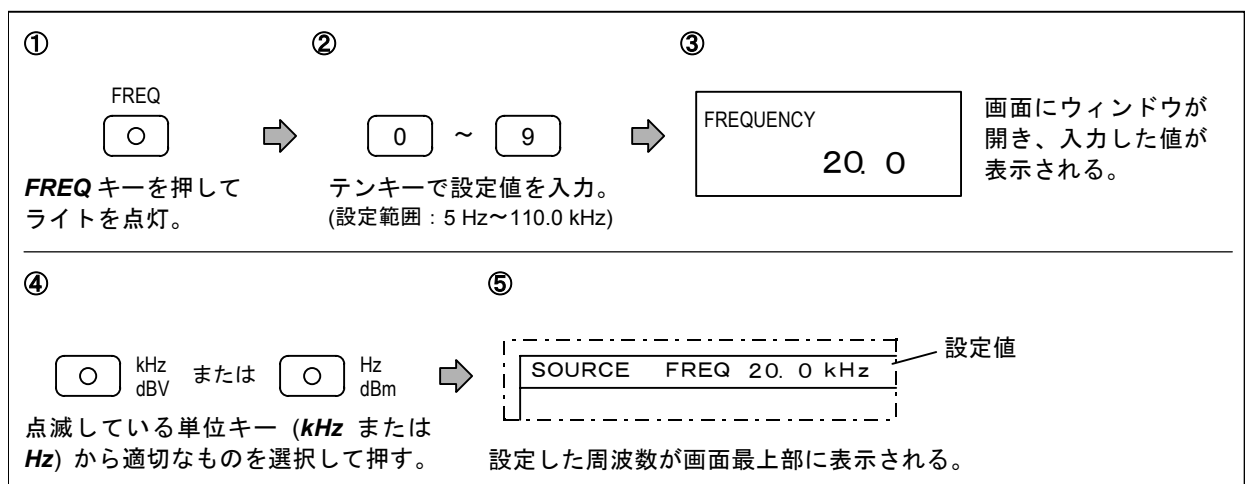 ①
②
③
FREQ
FREQ キーを押して
ライトを点灯。
0 ~ 9
テンキーで設定値を入力。
(設定範囲：5 Hz～110.0 kHz)
FREQUENCY
20. 0
画面にウィンドウが
開き、入力した値が
表示される。
④
⑤
kHz
dBV
または
Hz
dBm
点滅している単位キー (kHz または
Hz) から適切なものを選択して押す。
SOURCE FREQ 20. 0 kHz
設定値
設定した周波数が画面最上部に表示される。